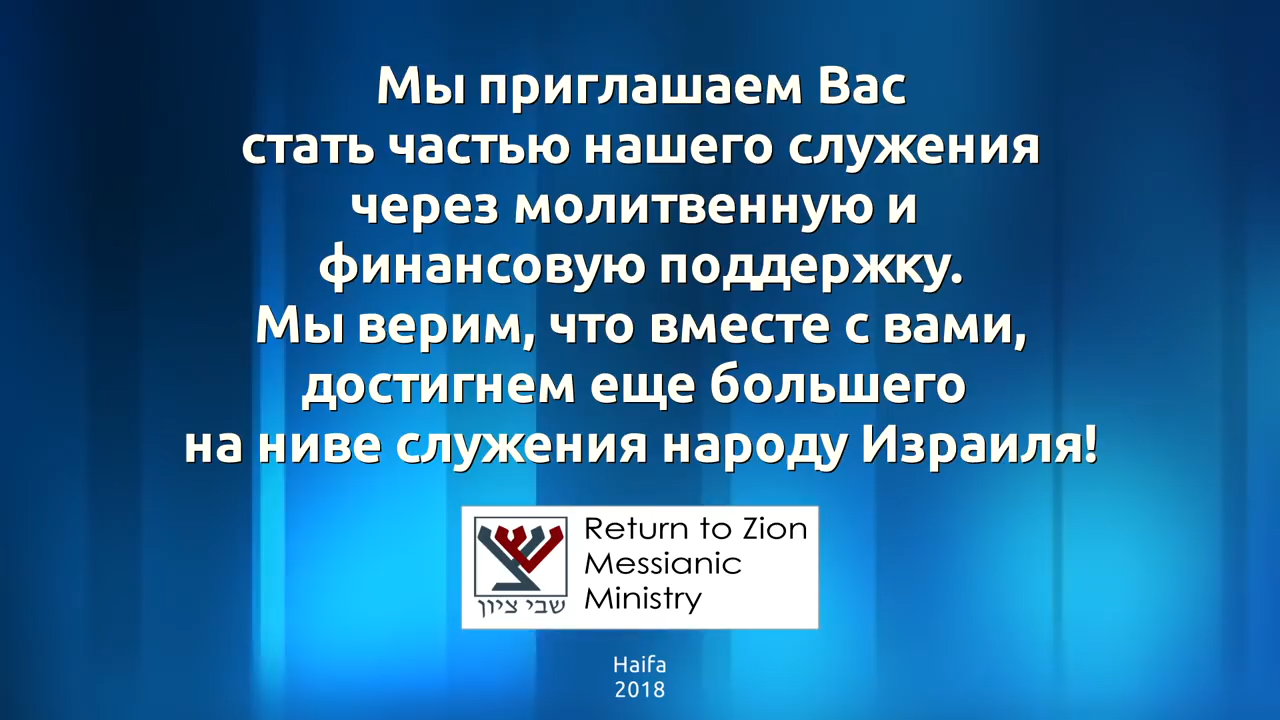 Мы приглашаем Вас
стать частью нашего служения
через молитвенную и
финансовую поддержку.
Мы верим, что вместе с вами,
достигнем еще большего
на ниве служения народу Израиля!
Return to Zion
Messianic
Ministry
שבי ציון
Haifa
2018